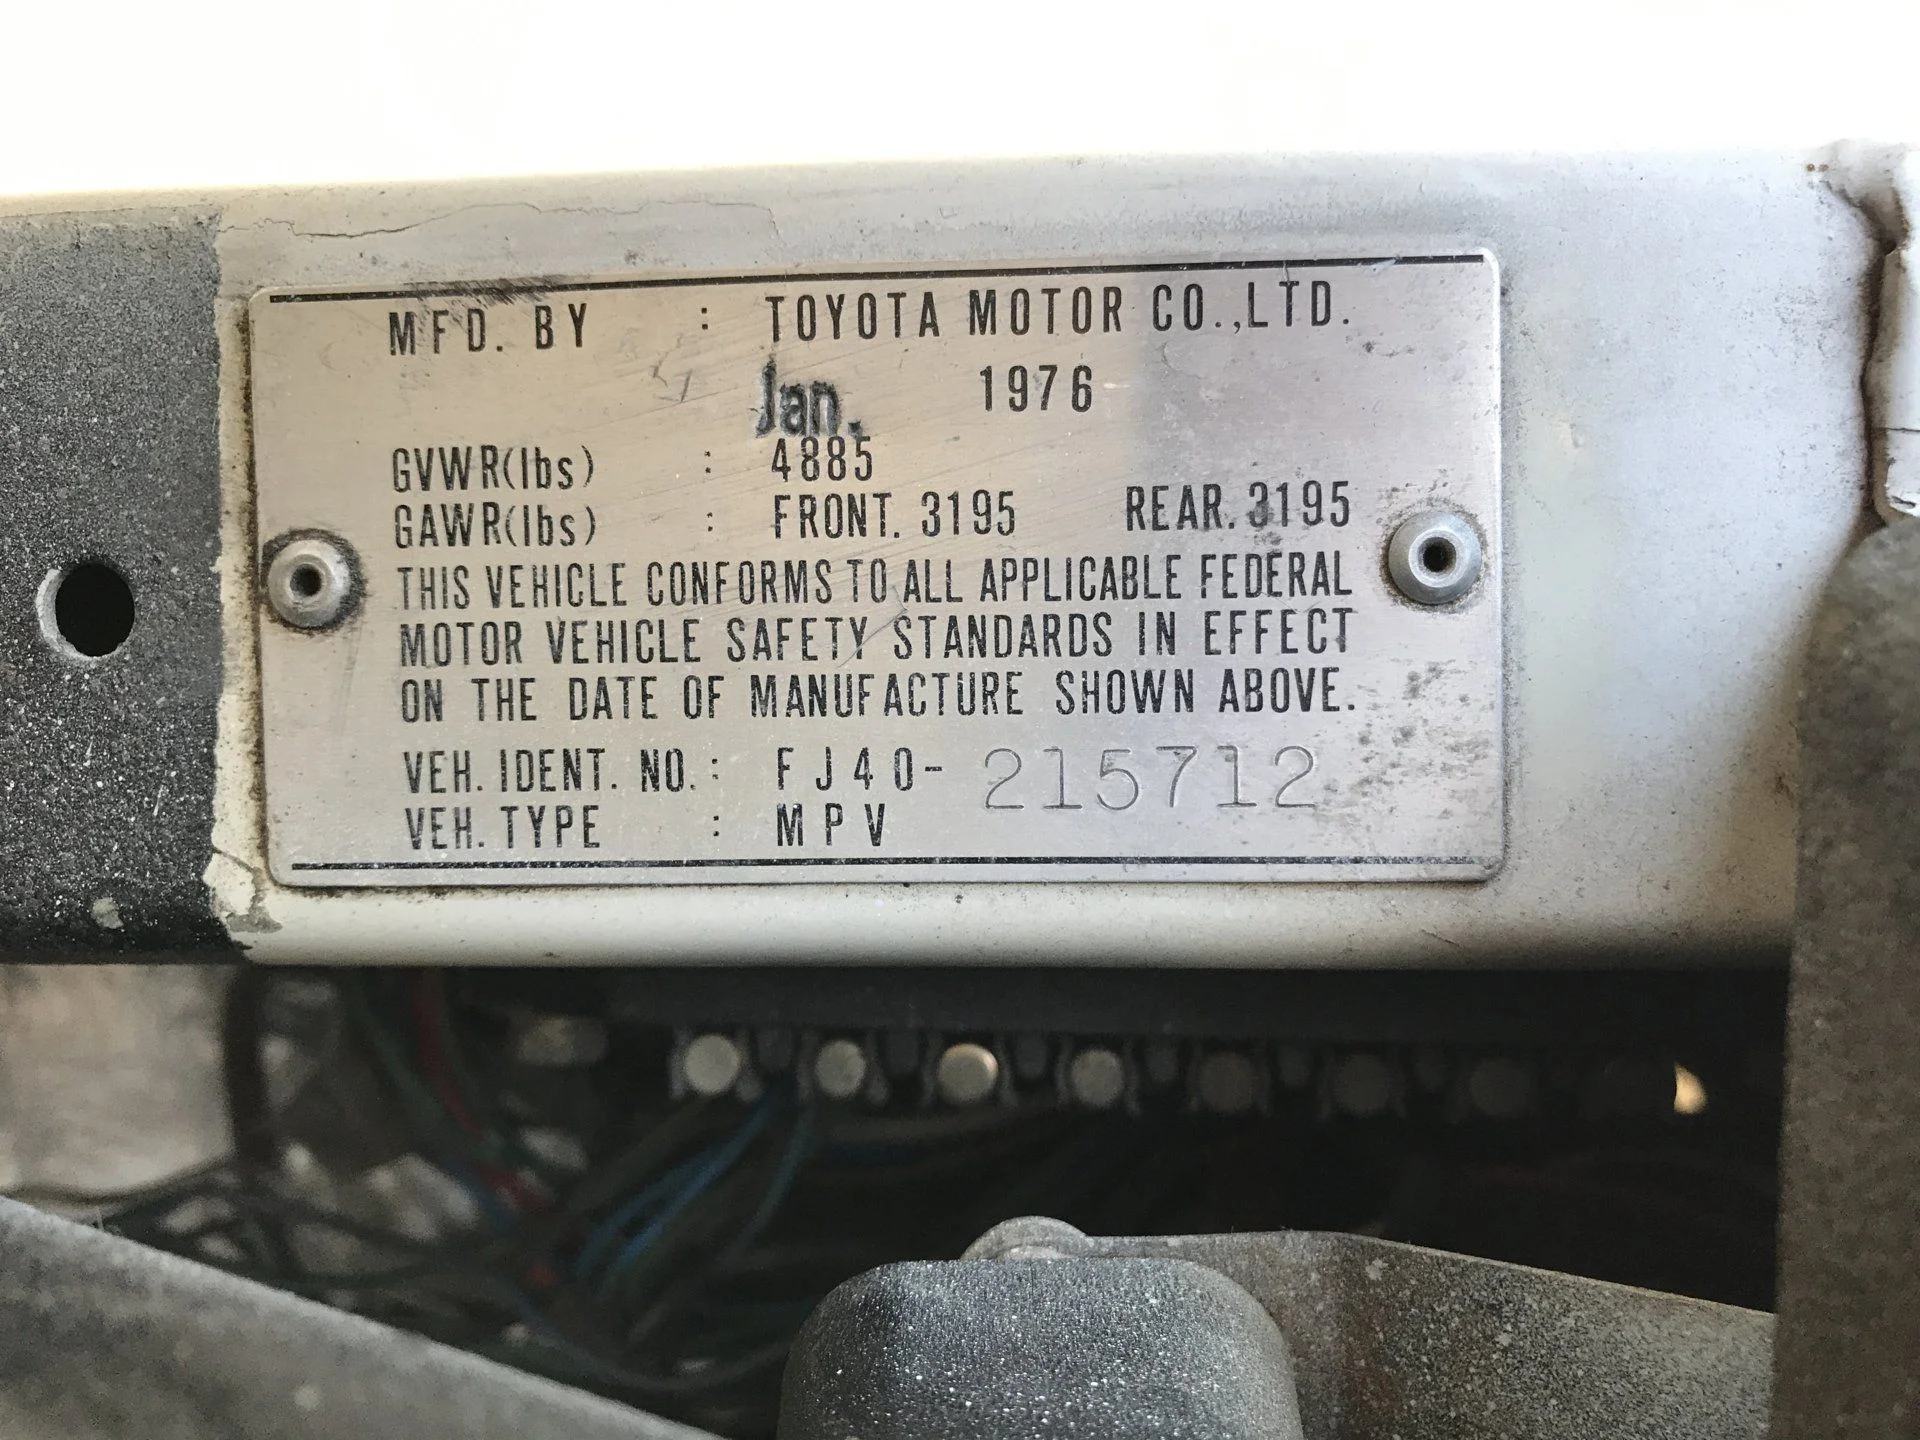 MFD. BY : TOYOTA MOTOR CO.,LTD.
Jan. 1976
GVWR(lbs) : 4885
GAWR(lbs) : FRONT. 3195 REAR. 3195
THIS VEHICLE CONFORMS TO ALL APPLICABLE FEDERAL
MOTOR VEHICLE SAFETY STANDARDS IN EFFECT
ON THE DATE OF MANUFACTURE SHOWN ABOVE.
VEH. IDENT. NO. : FJ40-215712
VEH. TYPE : MPV